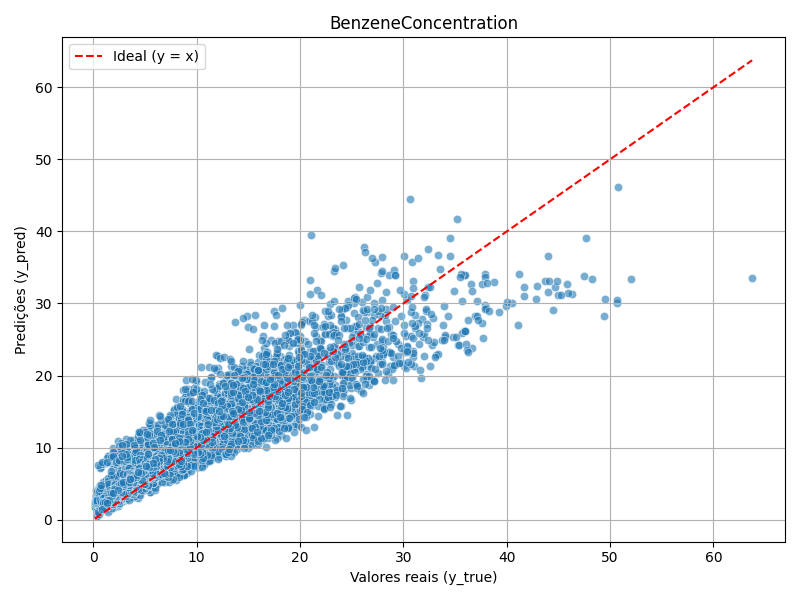 BenzeneConcentration
Ideal (y = x)
60
50
40
30
20
10
0
Predições (y_pred)
0 10 20 30 40 50 60
Valores reais (y_true)